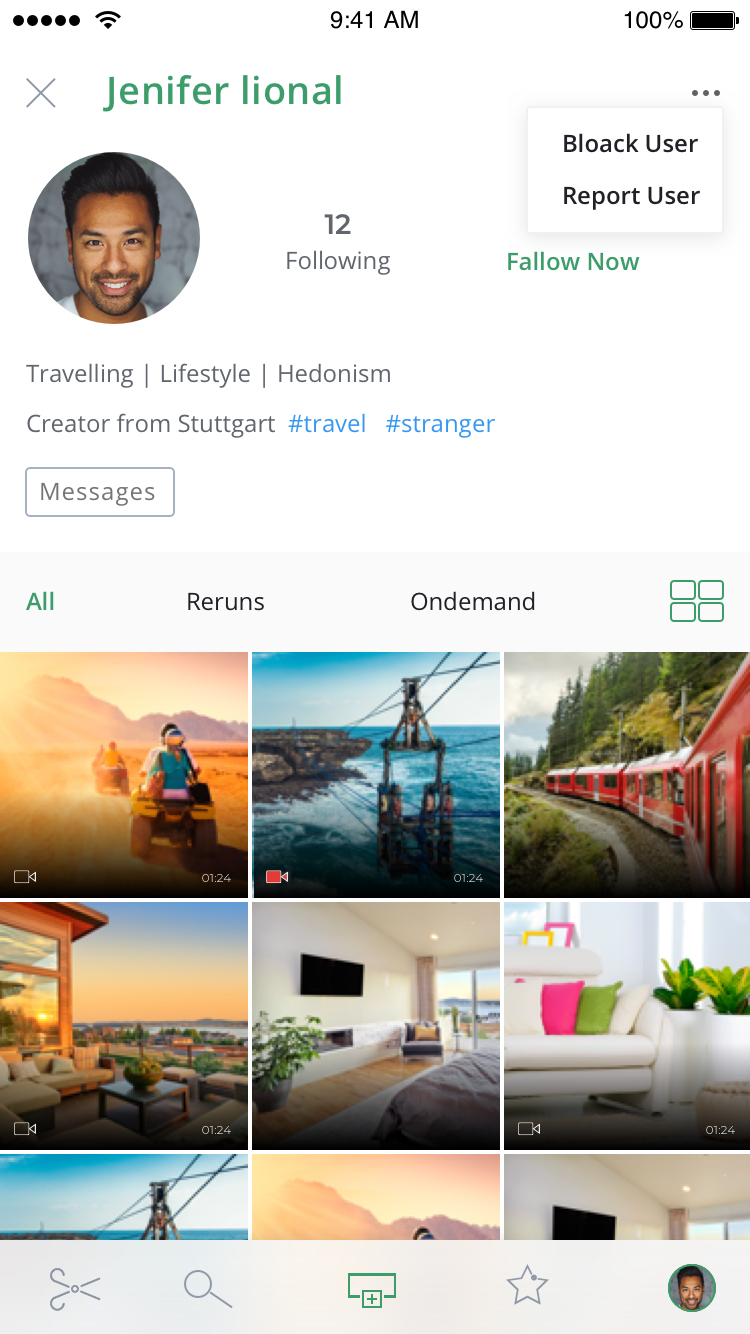 9:41 AM
100%
Jenifer lional
Bloack User
Report User
12
Following
Fallow Now
Travelling | Lifestyle | Hedonism
Creator from Stuttgart #travel #stranger
Messages
All Reruns Ondemand
01:24
01:24
01:24
01:24